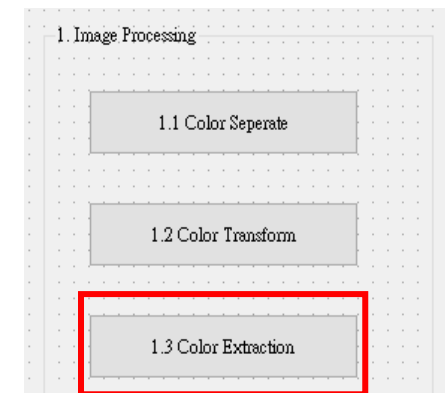 1. Image Processing
1.1 Color Seperate
1.2 Color Transform
1.3 Color Extraction